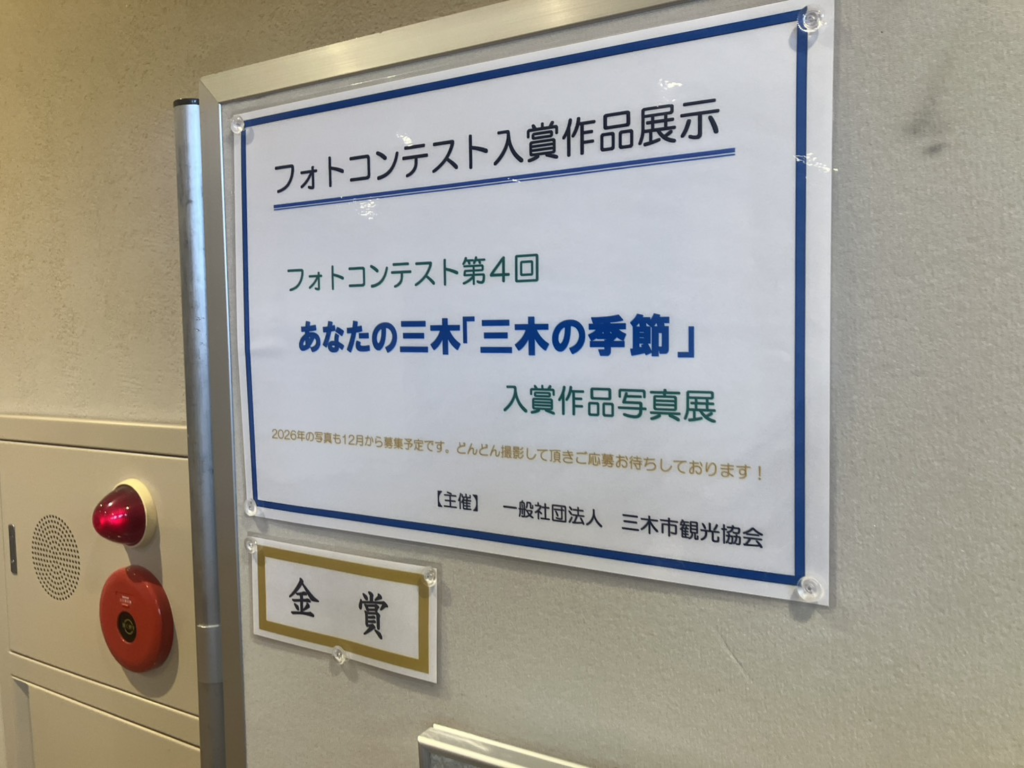 フォトコンテスト入賞作品展示
フォトコンテスト第4回
あなたの三木「三木の季節」
入賞作品写真展
2026年の写真も12月から募集予定です。どんどん撮影して頂きご応募お待ちしております！
【主催】 一般社団法人 三木市観光協会
金賞